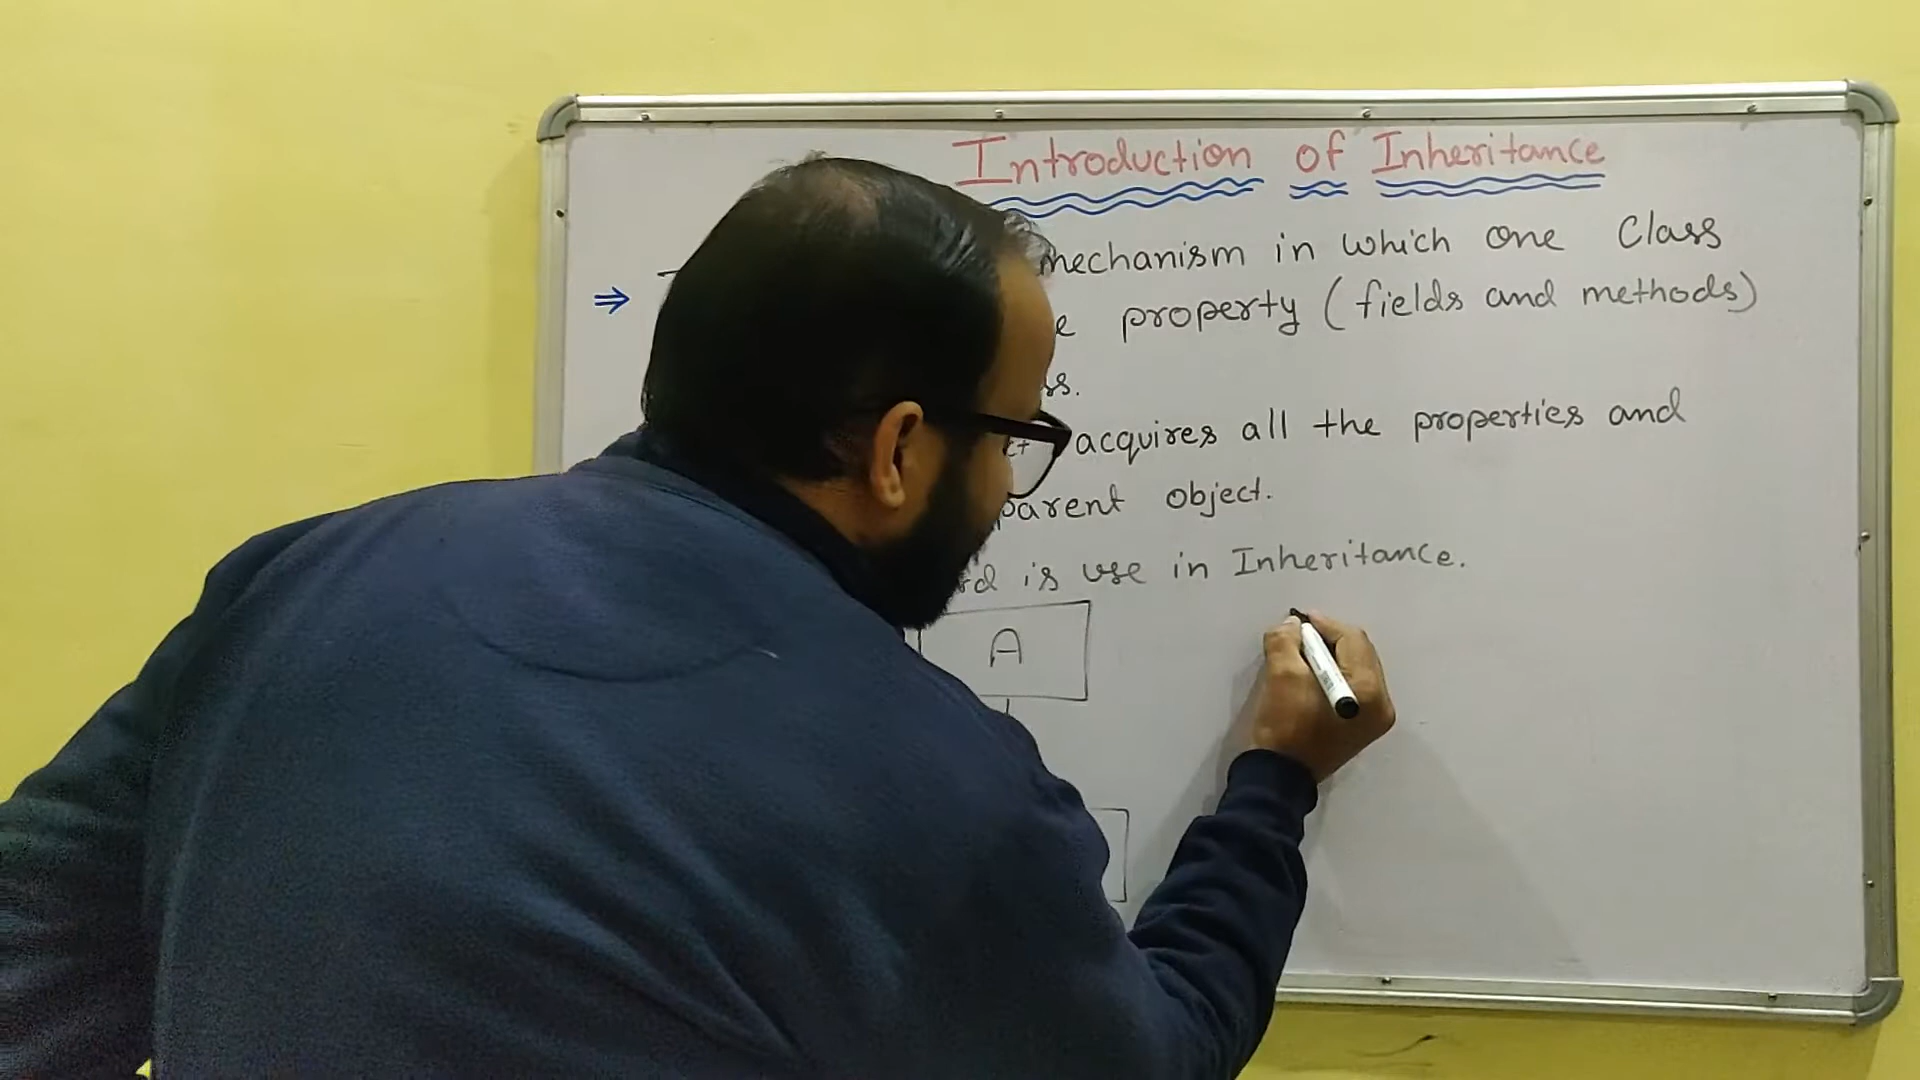 Introduction of Inheritance
mechanism in which one Class
⇒ property (fields and methods)
acquires all the properties and
parent object.
is use in Inheritance.
A